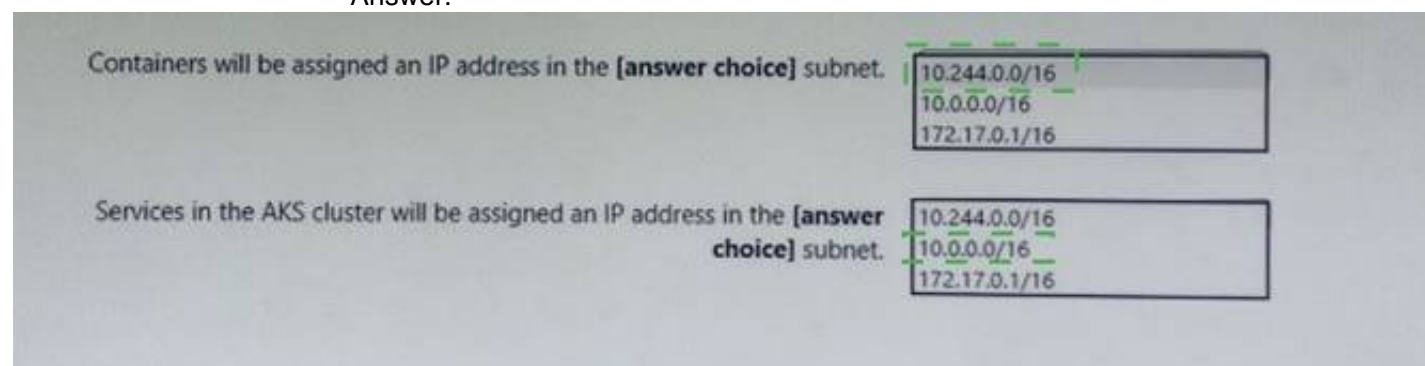 Answer:
Containers will be assigned an IP address in the [answer choice] subnet.
10.244.0.0/16
10.0.0.0/16
172.17.0.1/16
Services in the AKS cluster will be assigned an IP address in the [answer
choice] subnet.
10.244.0.0/16
10.0.0.0/16
172.17.0.1/16